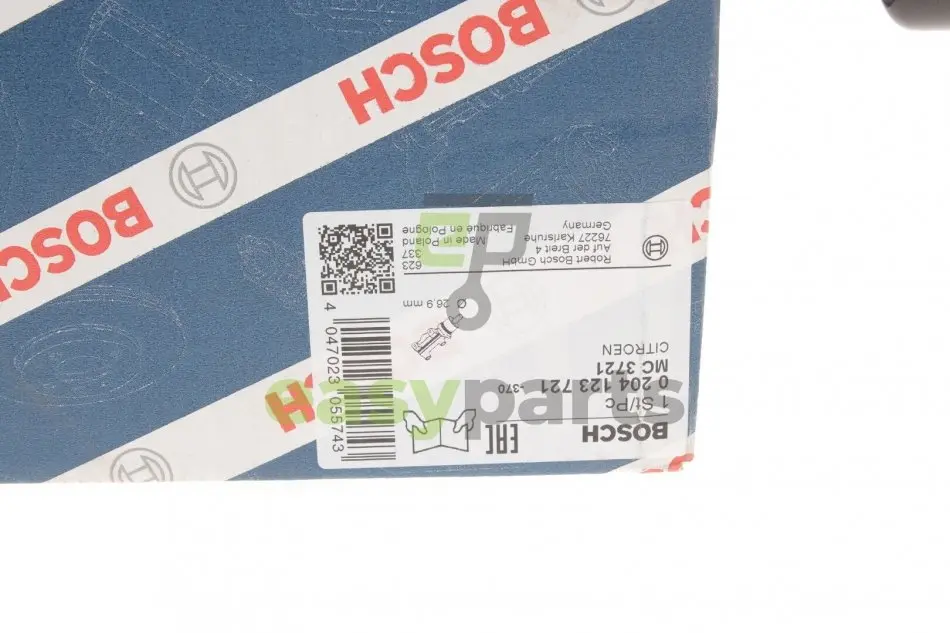 BOSCH
BOSCH
BOSCH
BOSCH
1 St/Pc
0 204 123 721 -370
MC 3721
CITROEN
Ø 26.9 mm
Robert Bosch GmbH
Auf der Breit 4
76227 Karlsruhe
Germany
623
337
Made in Poland
Fabriqué en Pologne
4 047023 055743
EAC
easyparts